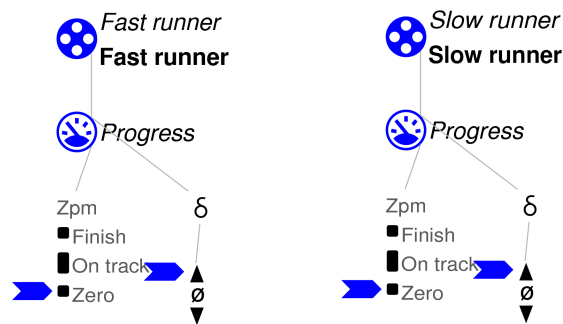 Fast runner
Fast runner
Progress
Zpm
δ
Finish
On track
Zero
ø
Slow runner
Slow runner
Progress
Zpm
δ
Finish
On track
Zero
ø